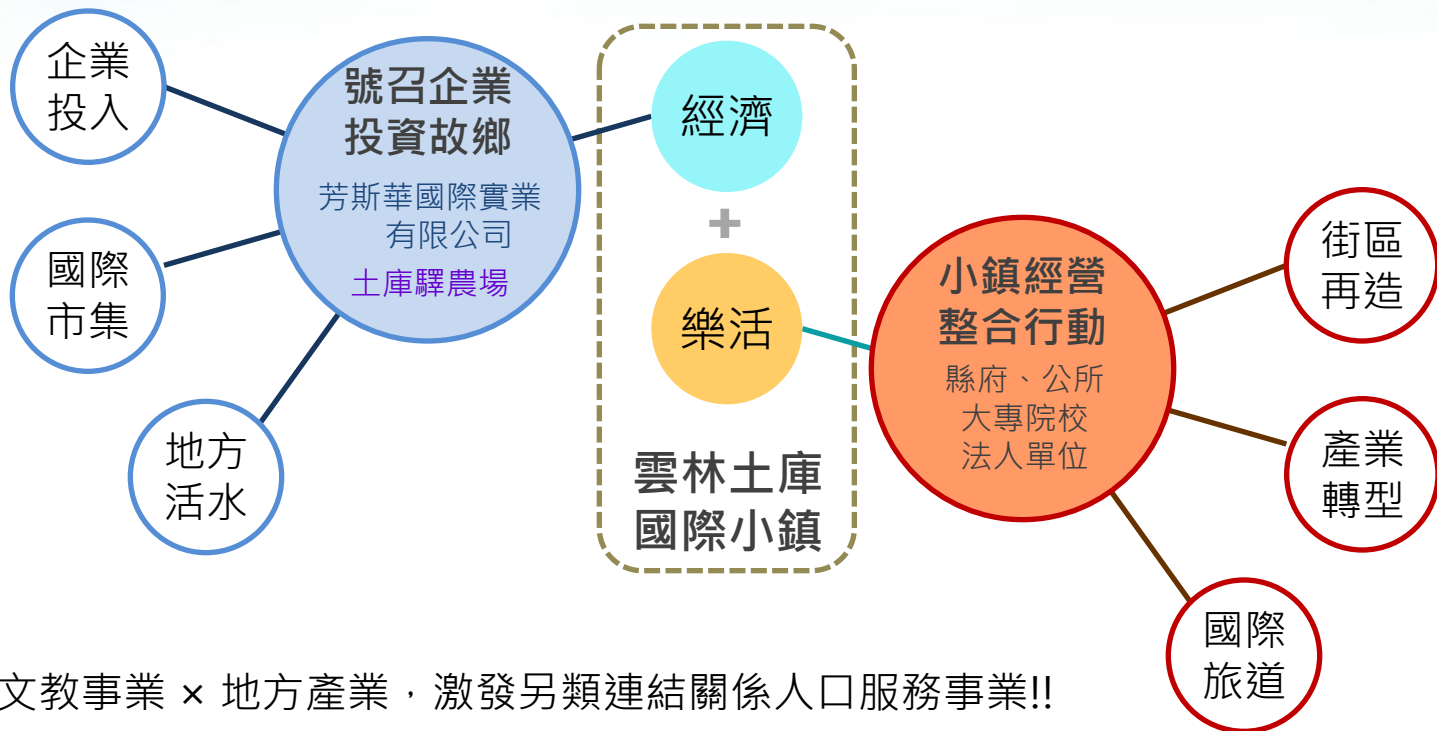 企業
投入
國際
市集
地方
活水
號召企業
投資故鄉
芳斯華國際實業
有限公司
土庫驛農場
經濟
+
樂活
雲林土庫
國際小鎮
小鎮經營
整合行動
縣府、公所
大專院校
法人單位
街區
再造
產業
轉型
國際
旅道
文教事業 × 地方產業，激發另類連結關係人口服務事業!!